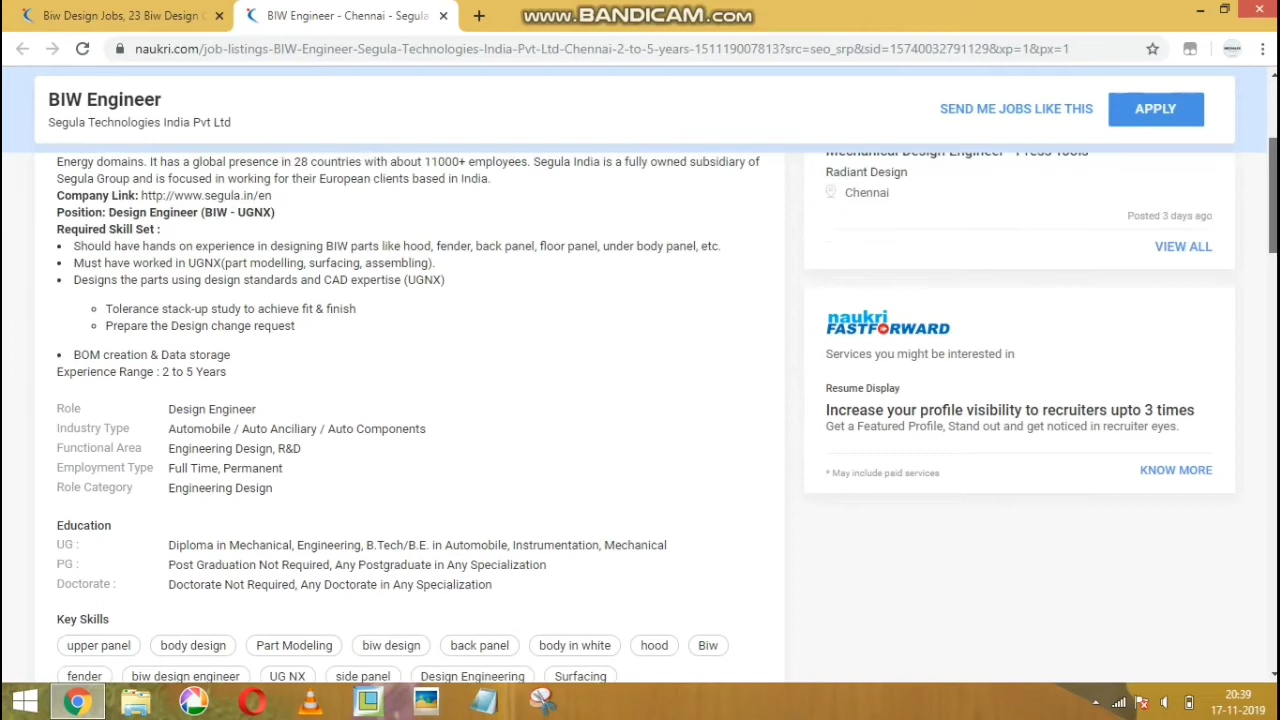 Biw Design Jobs, 23 Biw Design
BIW Engineer - Chennai - Segula
www.BANDICAM.com
naukri.com/job-listings-BIW-Engineer-Segula-Technologies-India-Pvt-Ltd-Chennai-2-to-5-years-151119007813?src=seo_srp&sid=15740032791129&xp=1&px=1
BIW Engineer
Segula Technologies India Pvt Ltd
SEND ME JOBS LIKE THIS
APPLY
Energy domains. It has a global presence in 28 countries with about 11000+ employees. Segula India is a fully owned subsidiary of
Segula Group and is focused in working for their European clients based in India.
Company Link: http://www.segula.in/en
Position: Design Engineer (BIW - UGNX)
Required Skill Set :
• Should have hands on experience in designing BIW parts like hood, fender, back panel, floor panel, under body panel, etc.
• Must have worked in UGNX(part modelling, surfacing, assembling).
• Designs the parts using design standards and CAD expertise (UGNX)
Tolerance stack-up study to achieve fit & finish
Prepare the Design change request
• BOM creation & Data storage
Experience Range : 2 to 5 Years
Role Design Engineer
Industry Type Automobile / Auto Anciliary / Auto Components
Functional Area Engineering Design, R&D
Employment Type Full Time, Permanent
Role Category Engineering Design
Education
UG : Diploma in Mechanical, Engineering, B.Tech/B.E. in Automobile, Instrumentation, Mechanical
PG : Post Graduation Not Required, Any Postgraduate in Any Specialization
Doctorate : Doctorate Not Required, Any Doctorate in Any Specialization
Key Skills
upper panel body design Part Modeling biw design back panel body in white hood Biw
fender biw design engineer UG NX side panel Design Engineering Surfacing
Mechanical Design Engineer - Press Tools
Radiant Design
Chennai
Posted 3 days ago
VIEW ALL
naukri
FASTFORWARD
Services you might be interested in
Resume Display
Increase your profile visibility to recruiters upto 3 times
Get a Featured Profile, Stand out and get noticed in recruiter eyes.
* May include paid services
KNOW MORE
20:39
17-11-2019